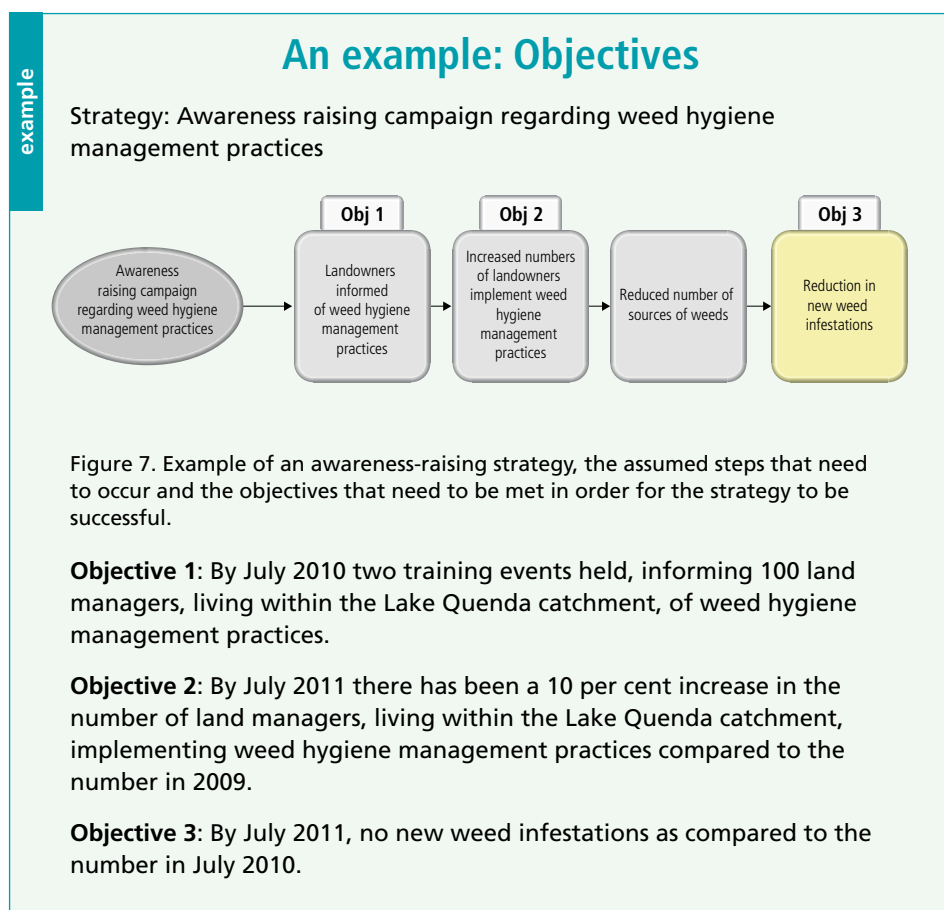 example
An example: Objectives
Strategy: Awareness raising campaign regarding weed hygiene
management practices
Awareness
raising campaign
regarding weed hygiene
management practices
Obj 1
Landowners
informed
of weed hygiene
management
practices
Obj 2
Increased numbers
of landowners
implement weed
hygiene
management
practices
Reduced number of
sources of weeds
Obj 3
Reduction in
new weed
infestations
Figure 7. Example of an awareness-raising strategy, the assumed steps that need
to occur and the objectives that need to be met in order for the strategy to be
successful.
Objective 1: By July 2010 two training events held, informing 100 land
managers, living within the Lake Quenda catchment, of weed hygiene
management practices.
Objective 2: By July 2011 there has been a 10 per cent increase in the
number of land managers, living within the Lake Quenda catchment,
implementing weed hygiene management practices compared to the
number in 2009.
Objective 3: By July 2011, no new weed infestations as compared to the
number in July 2010.